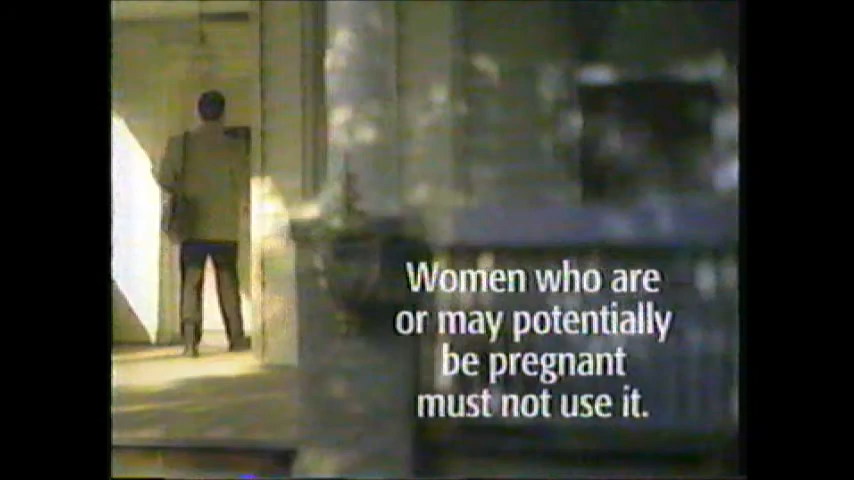 Women who are
or may potentially
be pregnant
must not use it.